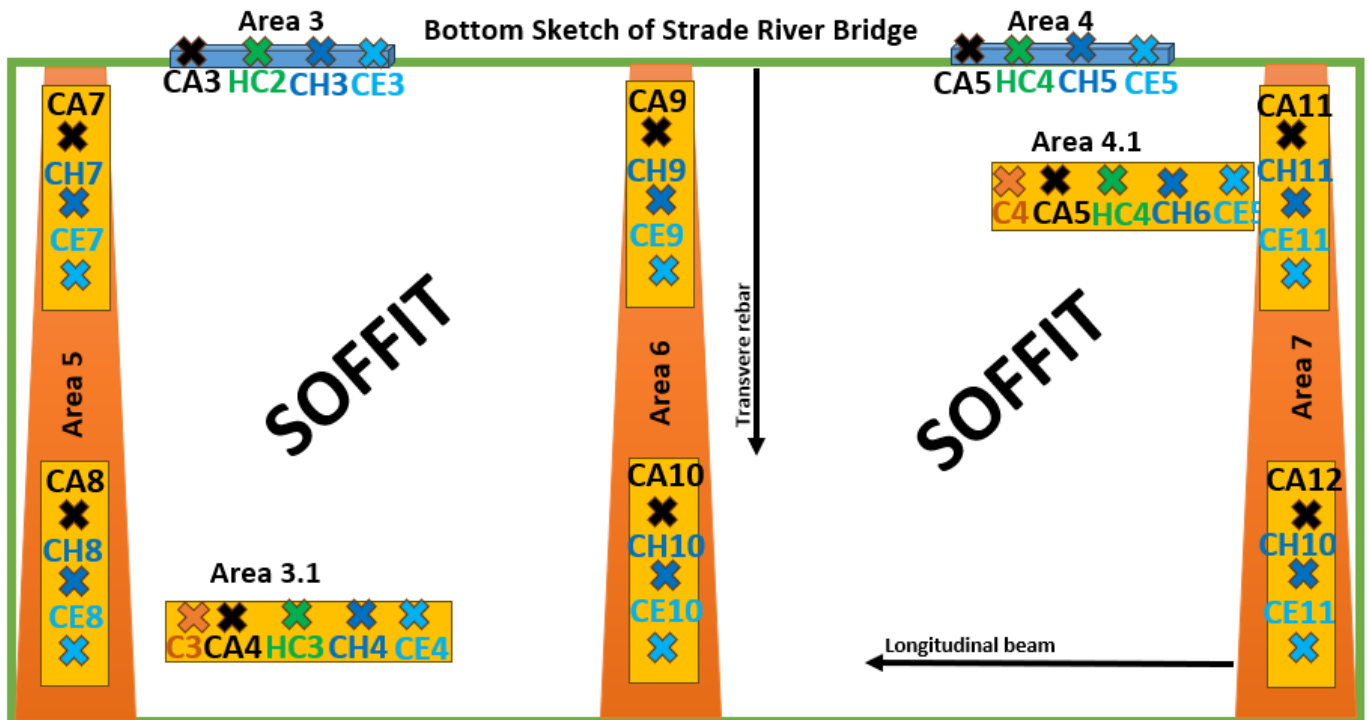 Bottom Sketch of Strade River Bridge
Area 3
CA3 HC2 CH3 CE3
Area 4
CA5 HC4 CH5 CE5
CA7
CH7
CE7
Area 5
CA8
CH8
CE8
SOFFIT
Area 3.1
C3 CA4 HC3 CH4 CE4
CA9
CH9
CE9
Area 6
CA10
CH10
CE10
Transvere rebar
Area 4.1
C4 CA5 HC4 CH6 CE5
SOFFIT
Longitudinal beam
CA11
CH11
CE11
Area 7
CA12
CH10
CE11